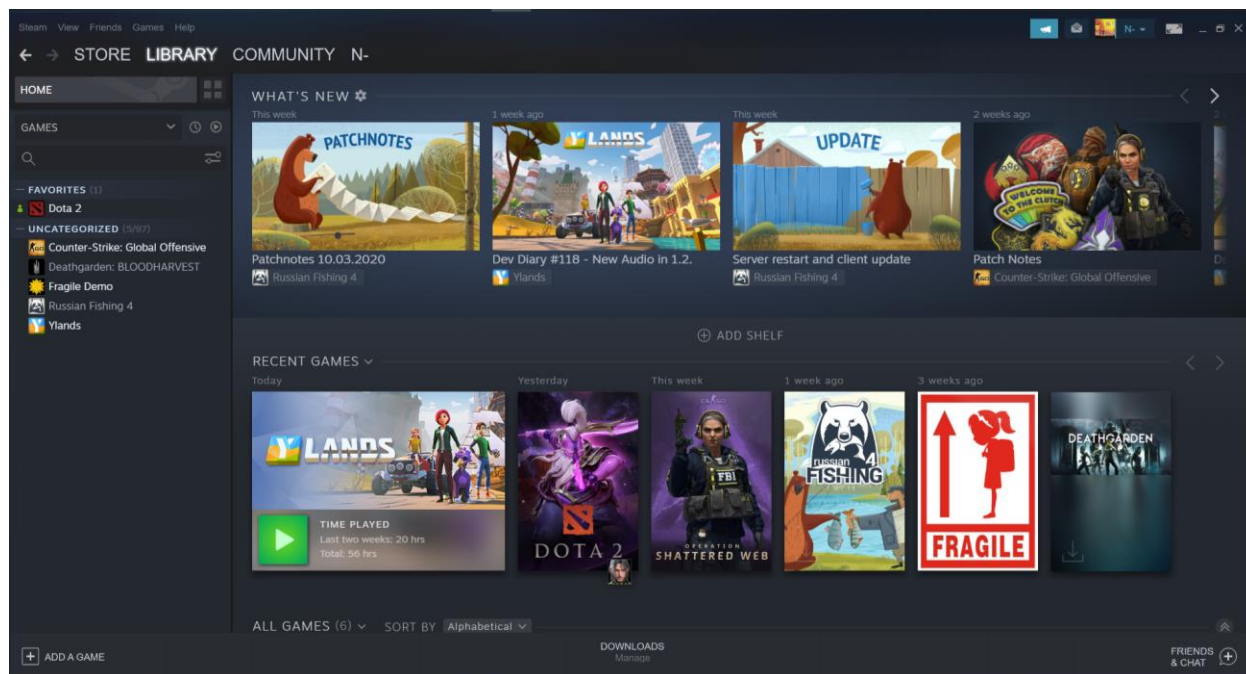 Steam View Friends Games Help
N-
STORE LIBRARY COMMUNITY N-
HOME
GAMES
FAVORITES (1)
Dota 2
UNCATEGORIZED (5/97)
Counter-Strike: Global Offensive
Deathgarden: BLOODHARVEST
Fragile Demo
Russian Fishing 4
Ylands
WHAT'S NEW
This week
PATCHNOTES
Patchnotes 10.03.2020
Russian Fishing 4
1 week ago
YLANDS
Dev Diary #118 - New Audio in 1.2.
Ylands
This week
UPDATE
Server restart and client update
Russian Fishing 4
2 weeks ago
WELCOME
TO THE CLUTCH
Patch Notes
Counter-Strike: Global Offensive
ADD SHELF
RECENT GAMES
Today
YLANDS
TIME PLAYED
Last two weeks: 20 hrs
Total: 56 hrs
Yesterday
DOTA 2
This week
CS:GO
FBI
OPERATION
SHATTERED WEB
1 week ago
russian 4
FISHING
3 weeks ago
FRAGILE
DEATHGARDEN
ALL GAMES (6) SORT BY Alphabetical
ADD A GAME
DOWNLOADS
Manage
FRIENDS
& CHAT